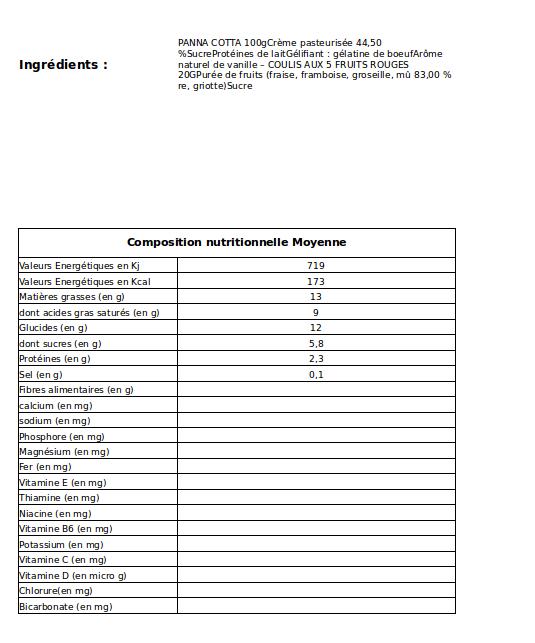 PANNA COTTA 100gCrème pasteurisée 44,50
%SucreProtéines de laitGélifiant : gélatine de boeufArôme
Ingrédients :
naturel de vanille – COULIS AUX 5 FRUITS ROUGES
20GPurée de fruits (fraise, framboise, groseille, mû 83,00 %
re, griotte)Sucre
Composition nutritionnelle Moyenne
Valeurs Energétiques en Kj 719
Valeurs Energétiques en Kcal 173
Matières grasses (en g) 13
dont acides gras saturés (en g) 9
Glucides (en g) 12
dont sucres (en g) 5,8
Protéines (en g) 2,3
Sel (en g) 0,1
Fibres alimentaires (en g)
calcium (en mg)
sodium (en mg)
Phosphore (en mg)
Magnésium (en mg)
Fer (en mg)
Vitamine E (en mg)
Thiamine (en mg)
Niacine (en mg)
Vitamine B6 (en mg)
Potassium (en mg)
Vitamine C (en mg)
Vitamine D (en micro g)
Chlorure(en mg)
Bicarbonate (en mg)